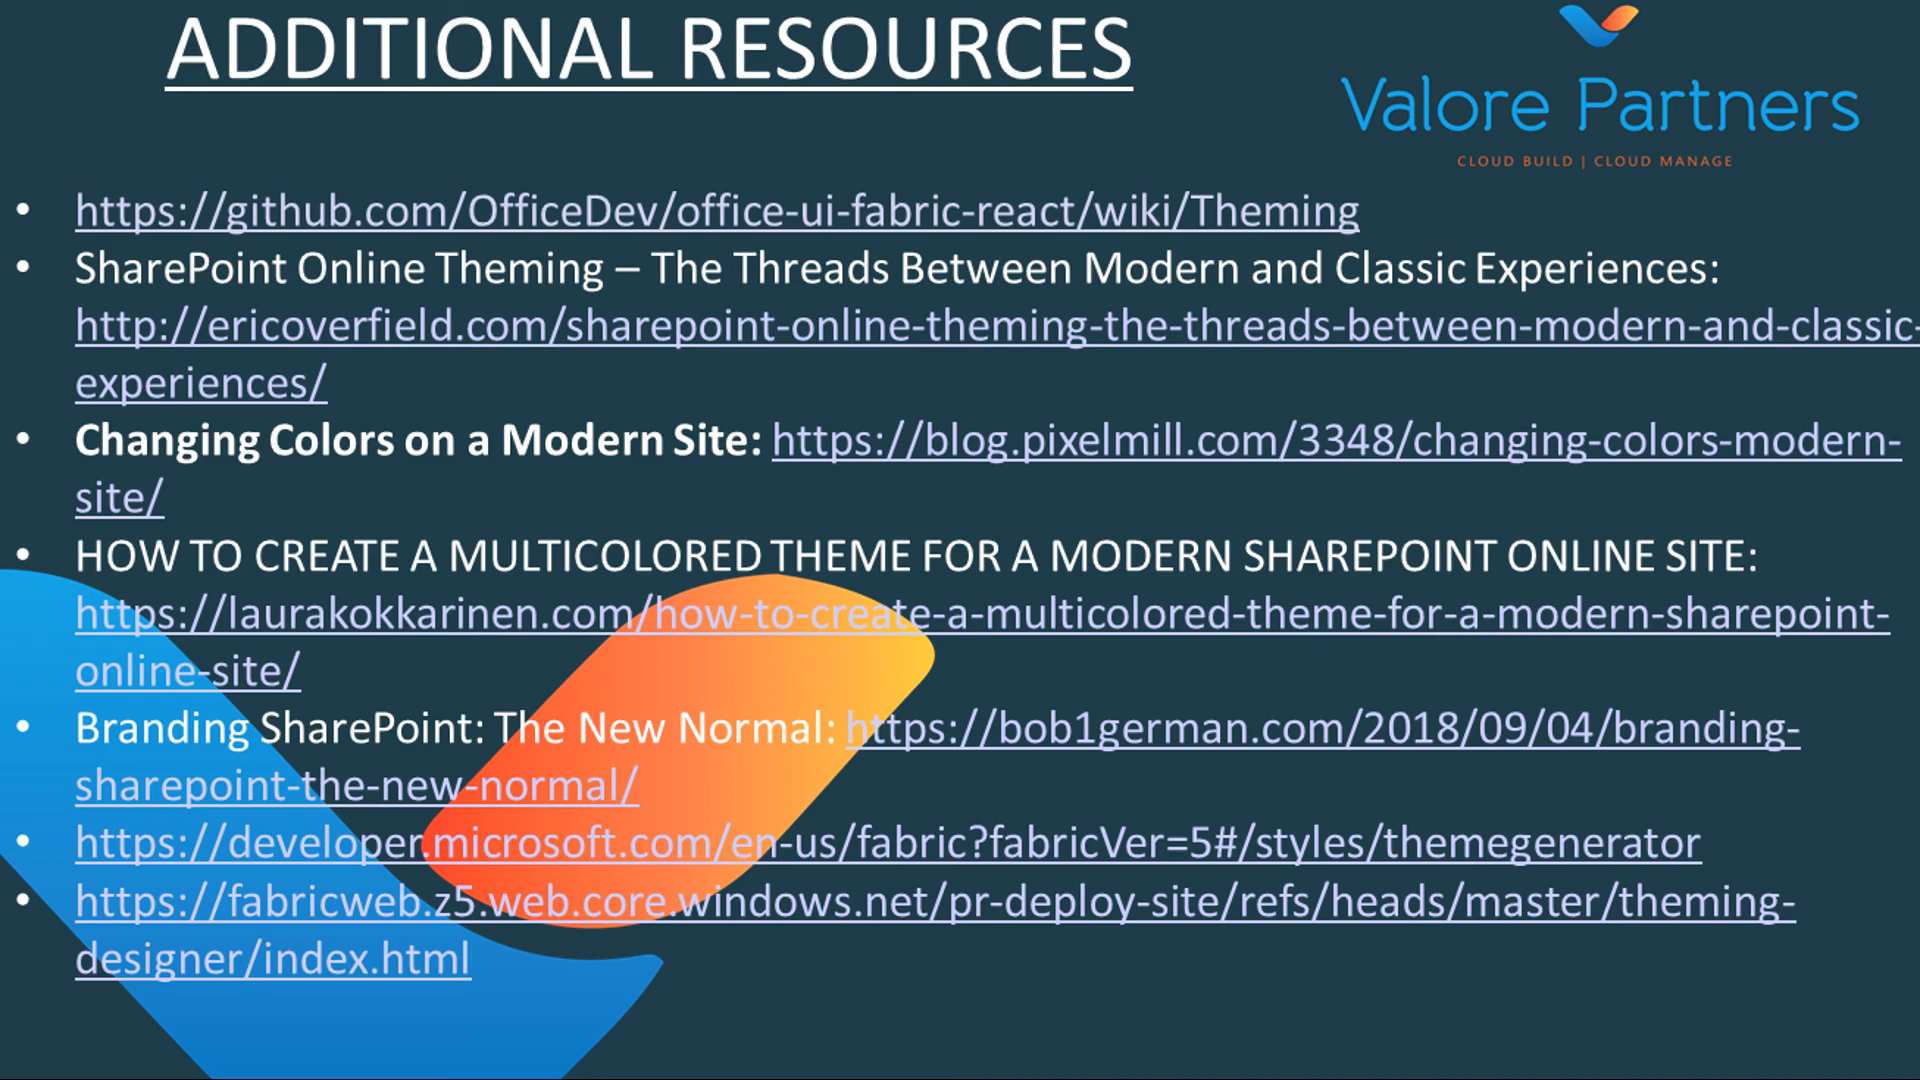 ADDITIONAL RESOURCES
Valore Partners
CLOUD BUILD | CLOUD MANAGE
• https://github.com/OfficeDev/office-ui-fabric-react/wiki/Theming
• SharePoint Online Theming – The Threads Between Modern and Classic Experiences:
http://ericoverfield.com/sharepoint-online-theming-the-threads-between-modern-and-classic-
experiences/
• Changing Colors on a Modern Site: https://blog.pixelmill.com/3348/changing-colors-modern-
site/
• HOW TO CREATE A MULTICOLORED THEME FOR A MODERN SHAREPOINT ONLINE SITE:
https://laurakokkarinen.com/how-to-create-a-multicolored-theme-for-a-modern-sharepoint-
online-site/
• Branding SharePoint: The New Normal: https://bob1german.com/2018/09/04/branding-
sharepoint-the-new-normal/
• https://developer.microsoft.com/en-us/fabric?fabricVer=5#/styles/themegenerator
• https://fabricweb.z5.web.core.windows.net/pr-deploy-site/refs/heads/master/theming-
designer/index.html